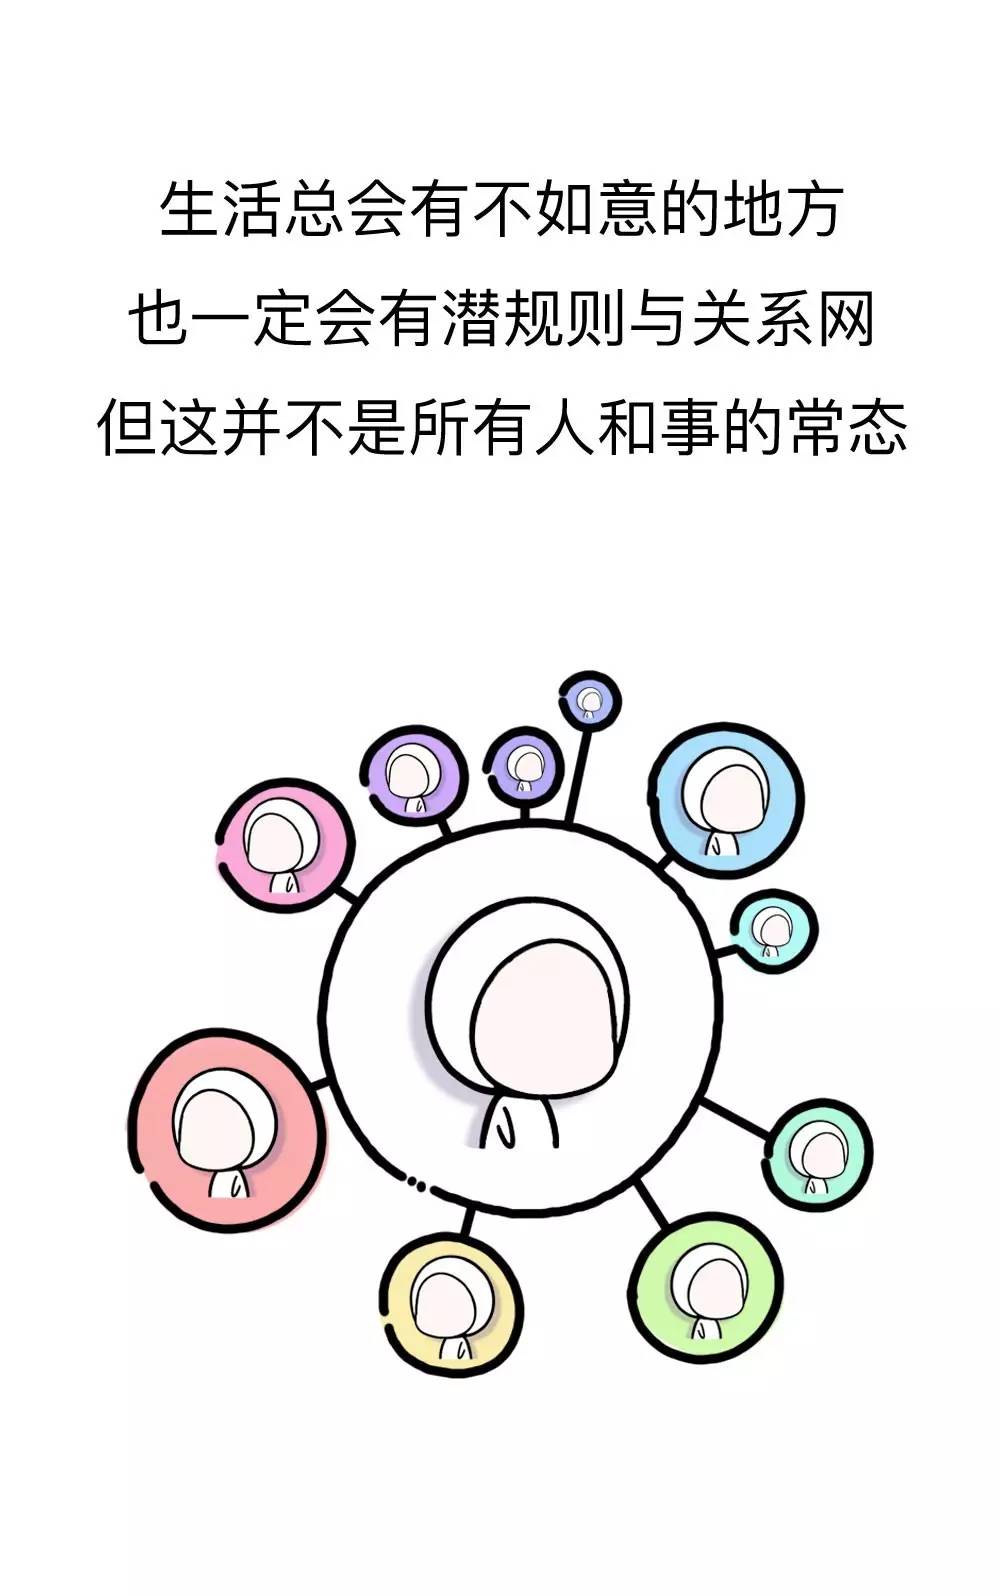 生活总会有不如意的地方
也一定会有潜规则与关系网
但这并不是所有人和事的常态